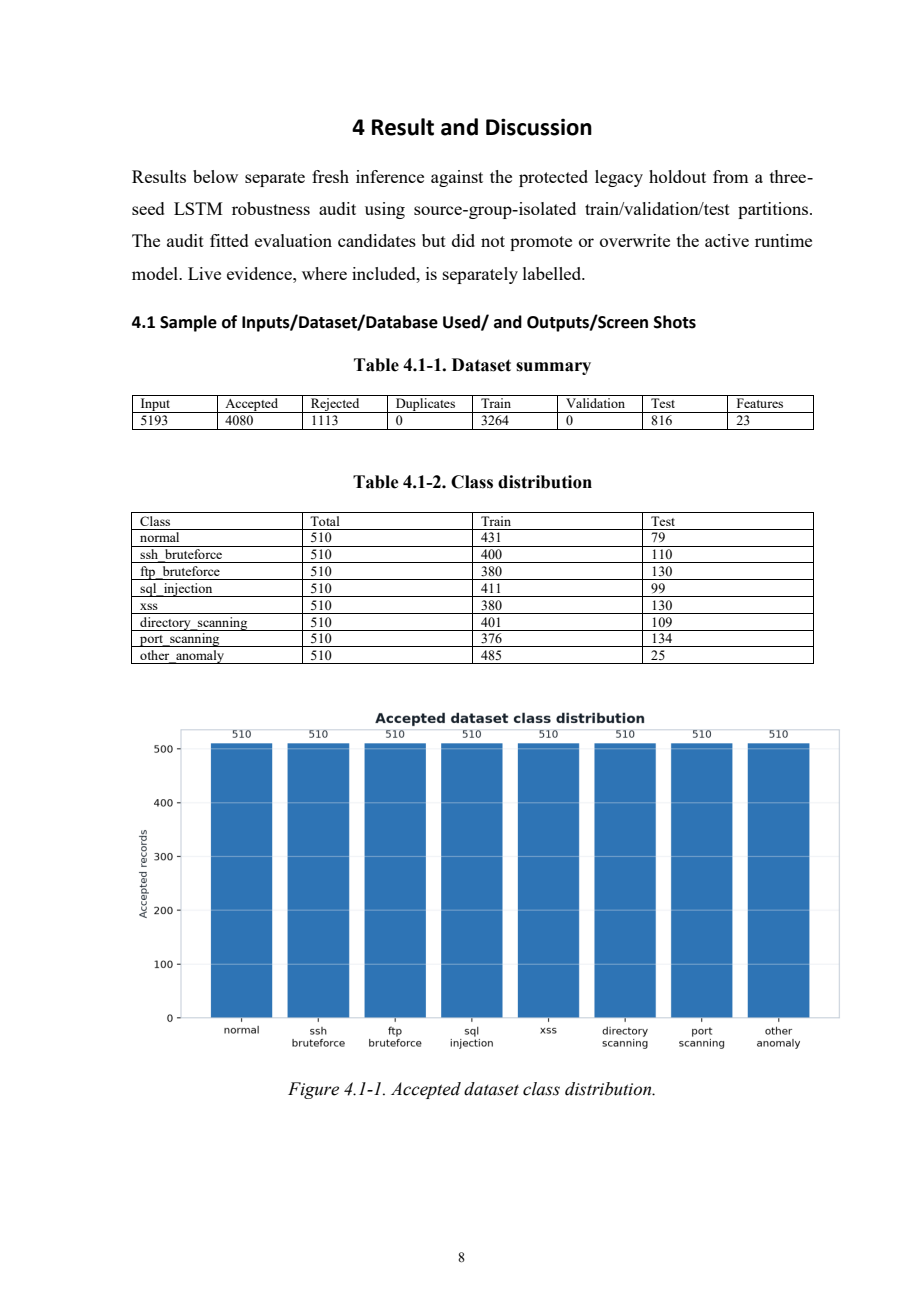 4 Result and Discussion
Results below separate fresh inference against the protected legacy holdout from a three-
seed LSTM robustness audit using source-group-isolated train/validation/test partitions.
The audit fitted evaluation candidates but did not promote or overwrite the active runtime
model. Live evidence, where included, is separately labelled.
4.1 Sample of Inputs/Dataset/Database Used/ and Outputs/Screen Shots
Table 4.1-1. Dataset summary
Input Accepted Rejected Duplicates Train Validation Test Features
5193 4080 1113 0 3264 0 816 23
Table 4.1-2. Class distribution
Class Total Train Test
normal 510 431 79
ssh_bruteforce 510 400 110
ftp_bruteforce 510 380 130
sql_injection 510 411 99
xss 510 380 130
directory_scanning 510 401 109
port_scanning 510 376 134
other_anomaly 510 485 25
Accepted dataset class distribution
510 510 510 510 510 510 510 510
500
400
300
200
100
0
Accepted records
normal ssh ftp sql xss directory port other
bruteforce bruteforce injection scanning scanning anomaly
Figure 4.1-1. Accepted dataset class distribution.
8